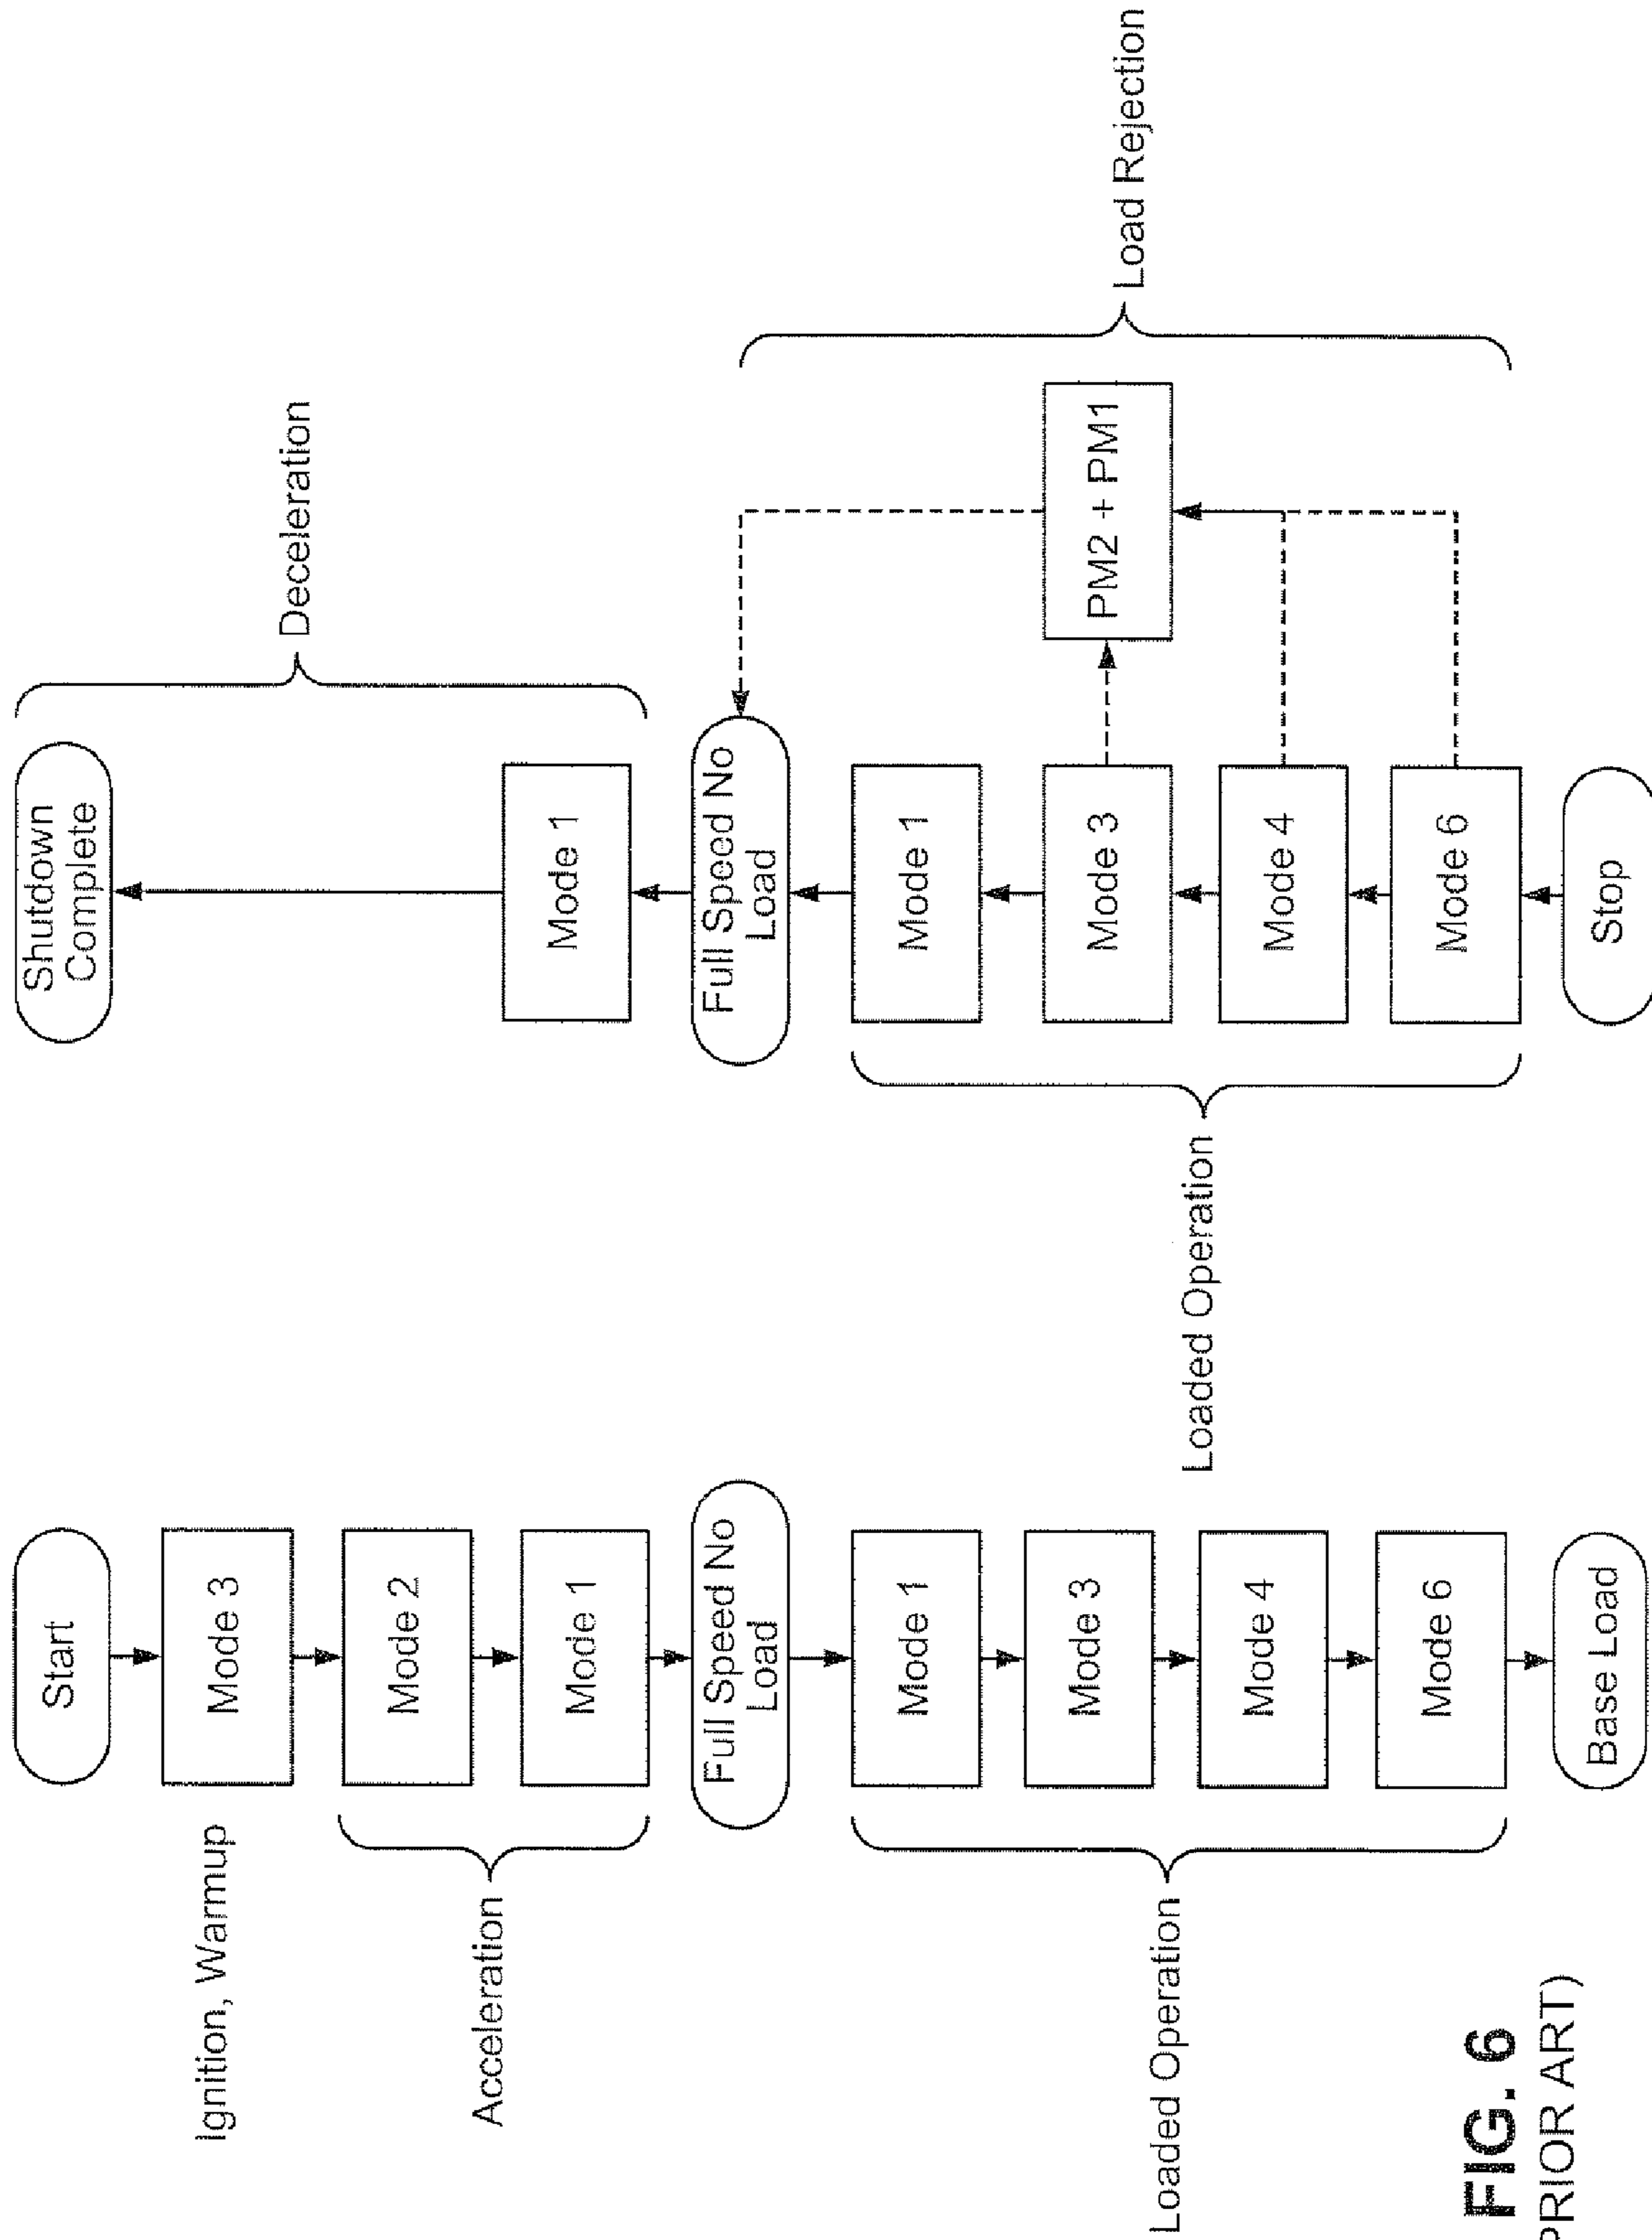 Start
Ignition, Warmup
Mode 3
Acceleration
Mode 2
Mode 1
Full Speed No
Load
Loaded Operation
Mode 1
Mode 3
Mode 4
Mode 6
Base Load
Shutdown
Complete
Deceleration
Mode 1
Full Speed No
Load
Loaded Operation
Mode 1
Mode 3
Mode 4
Mode 6
Stop
PM2 + PM1
Load Rejection
FIG. 6
PRIOR ART)